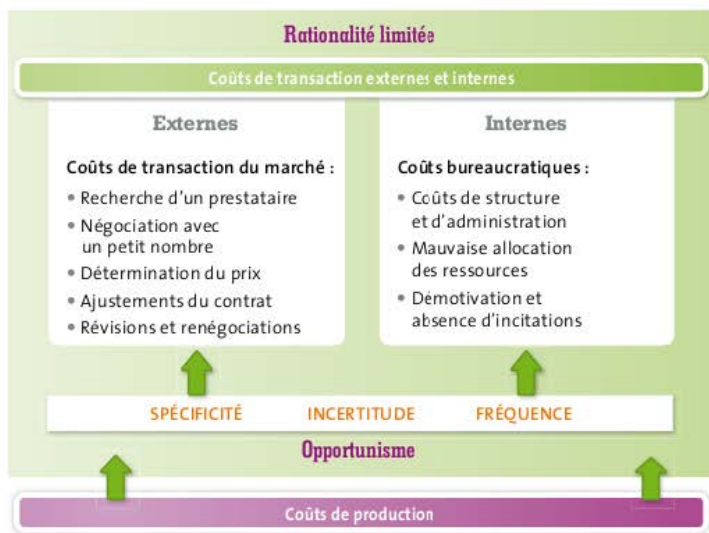 Rationalité limitée
Coûts de transaction externes et internes
Externes
Coûts de transaction du marché :
• Recherche d'un prestataire
• Négociation avec
un petit nombre
• Détermination du prix
• Ajustements du contrat
• Révisions et renégociations
Internes
Coûts bureaucratiques :
• Coûts de structure
et d'administration
• Mauvaise allocation
des ressources
• Démotivation et
absence d'incitations
SPÉCIFICITÉ INCERTITUDE FRÉQUENCE
Opportunisme
Coûts de production